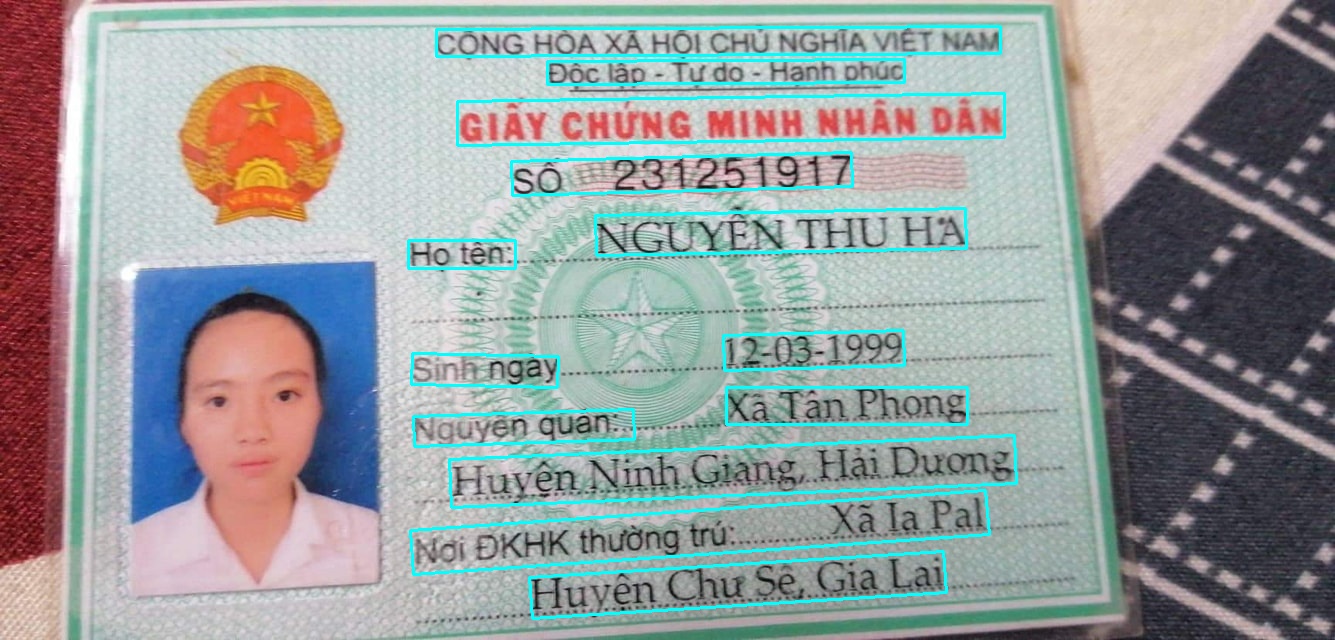 CỘNG HÒA XÃ HỘI CHỦ NGHĨA VIỆT NAM
Độc lập - Tự do - Hạnh phúc
GIẤY CHỨNG MINH NHÂN DÂN
SỐ 231251917
VIỆT NAM
Họ tên: NGUYỄN THU HÀ
Sinh ngày 12-03-1999
Nguyên quán: Xã Tân Phong
Huyện Ninh Giang, Hải Dương
Nơi ĐKHK thường trú: Xã Ia Pal
Huyện Chư Sê, Gia Lai